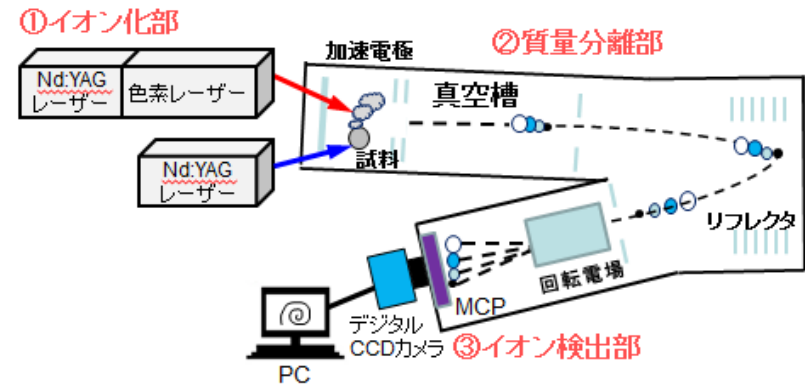 ①イオン化部
加速電極
②質量分離部
Nd:YAG
レーザー
色素レーザー
真空槽
試料
Nd:YAG
レーザー
リフレクタ
回転電場
MCP
デジタル
CCDカメラ
③イオン検出部
PC